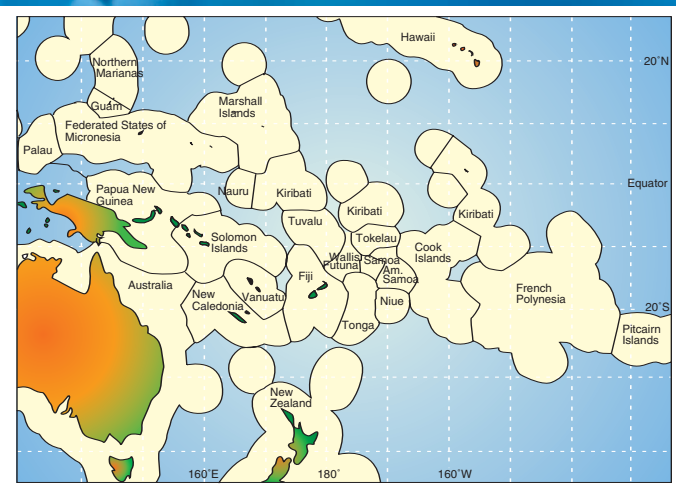 Hawaii
20°N
Northern
Marianas
Guam
Marshall
Islands
Federated States of
Micronesia
Palau
Equator
Papua New
Guinea
Nauru
Kiribati
Kiribati
Kiribati
Tuvalu
Tokelau
Solomon
Islands
Cook
Islands
Wallis
Futuna
Samoa
Am.
Samoa
Fiji
Australia
New
Caledonia
Vanuatu
Niue
French
Polynesia
20°S
Tonga
Pitcairn
Islands
New
Zealand
160°E
180°
160°W